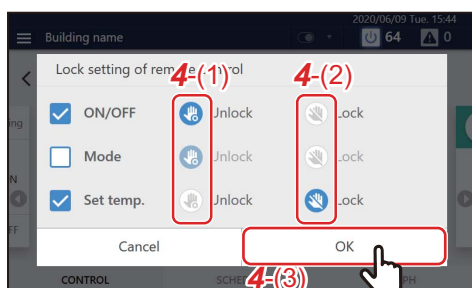 2020/06/09 Tue, 15:44
Building name
64
0
Lock setting of remote control
4-(1)
4-(2)
ON/OFF Unlock Lock
Mode Unlock Lock
Set temp. Unlock Lock
Cancel OK
4-(3)
CONTROL